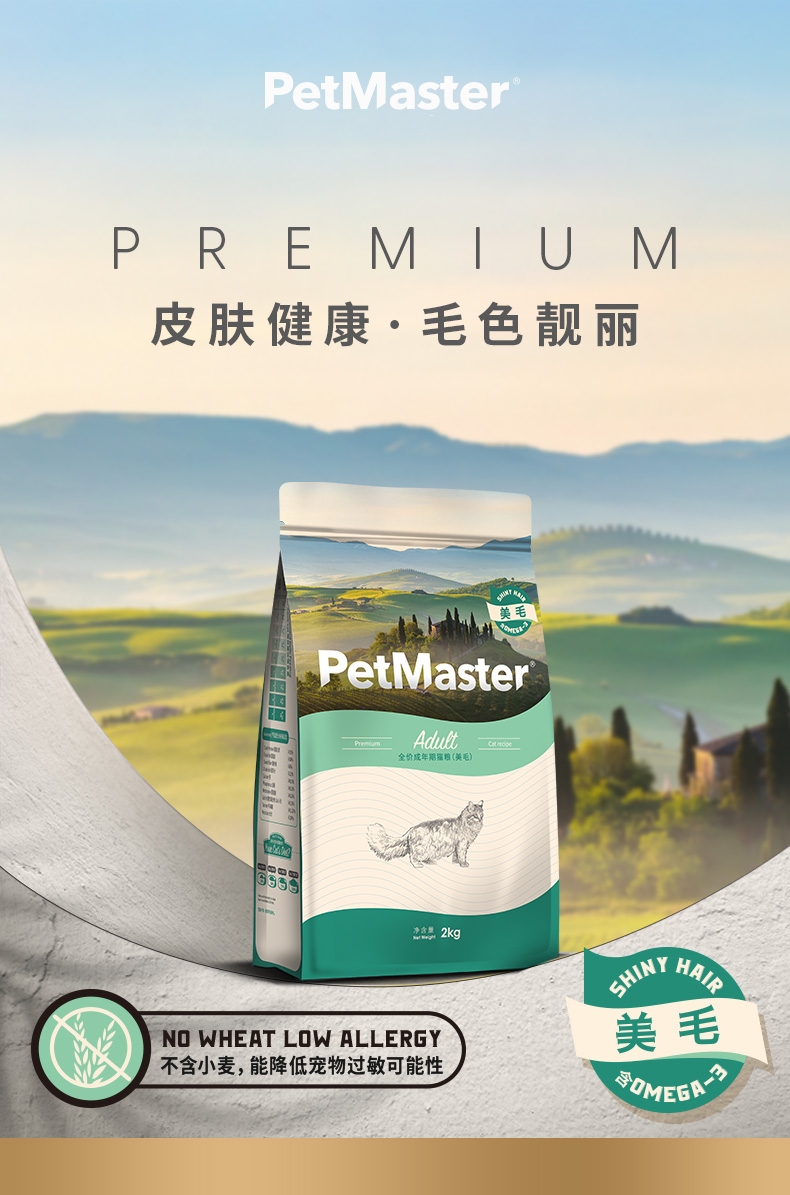 PetMaster®
PREMIUM
皮肤健康·毛色靓丽
SHINY HAIR
美毛
含OMEGA-3
PetMaster®
Premium
Adult
Cat recipe
全价成年期猫粮(美毛)
净含量
Net Weight
2kg
NO WHEAT LOW ALLERGY
不含小麦,能降低宠物过敏可能性
SHINY HAIR
美毛
含OMEGA-3